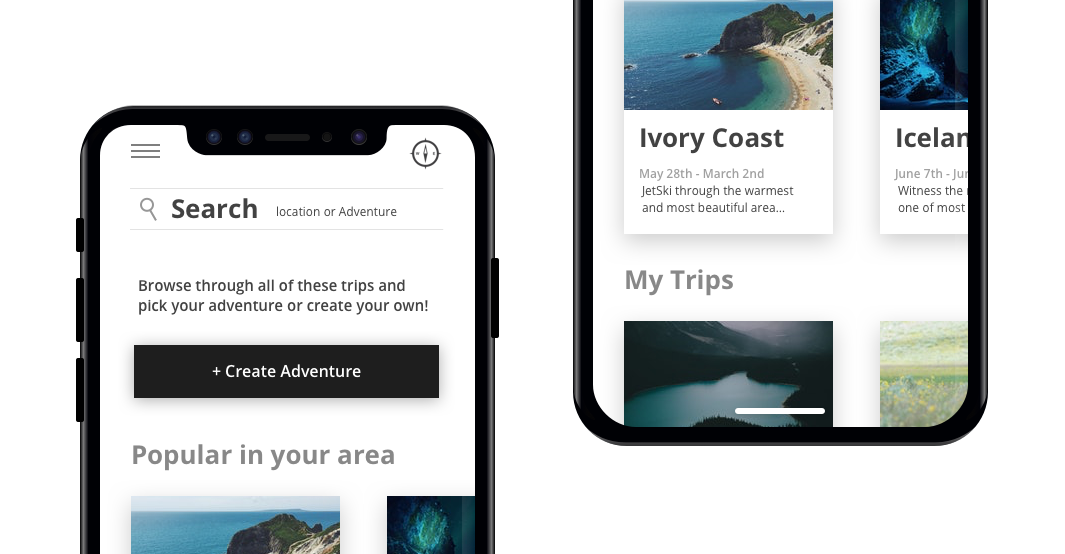 Search location or Adventure
Browse through all of these trips and
pick your adventure or create your own!
+ Create Adventure
Popular in your area
Ivory Coast
May 28th - March 2nd
JetSki through the warmest
and most beautiful area...
Icelan
June 7th - Ju
Witness the
one of most
My Trips